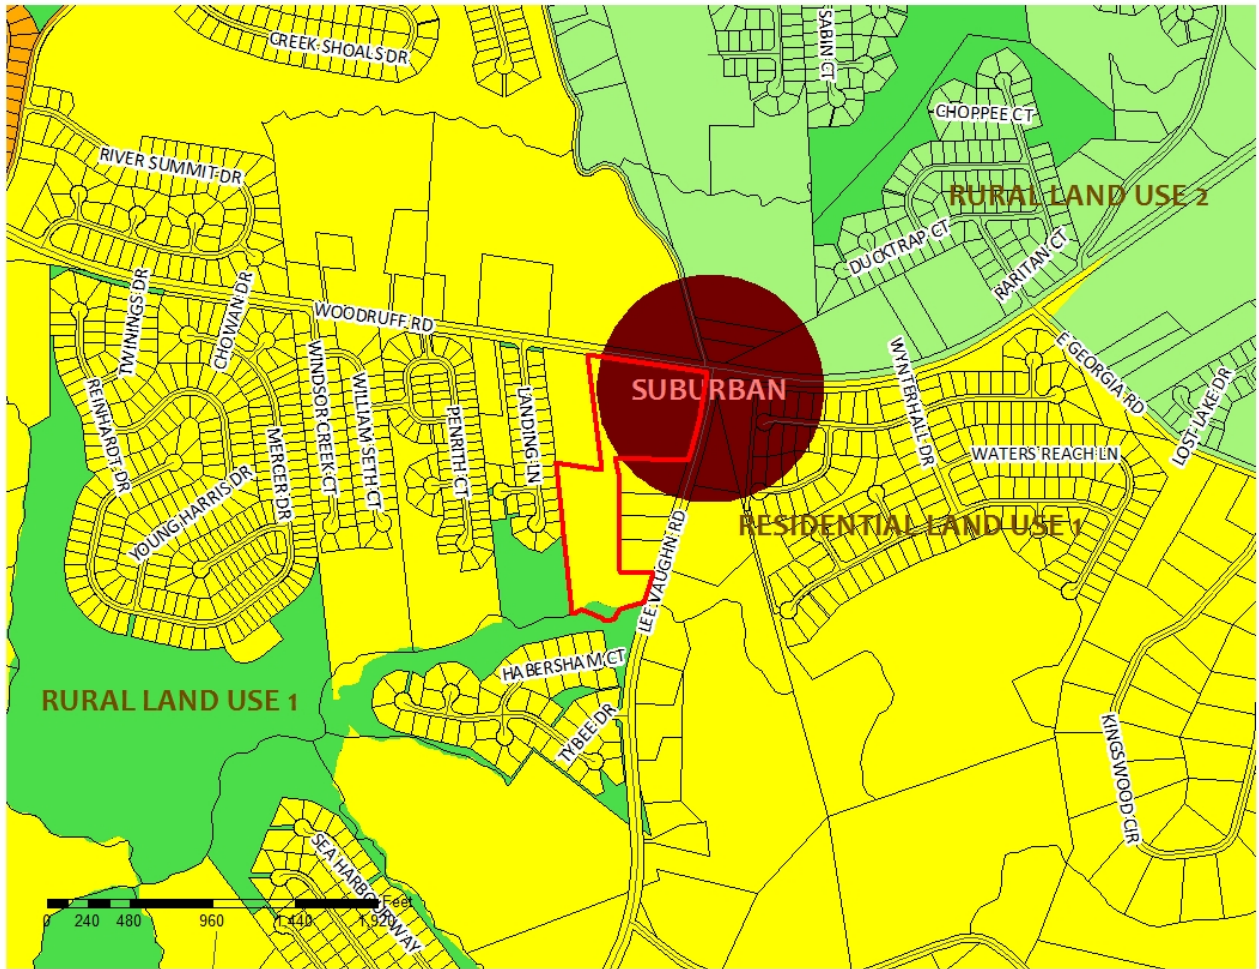 CREEK SHOALS DR
SABIN CT
CHOPPEE CT
RIVER SUMMIT DR
RURAL LAND USE 2
DUCKTRAP CT
RARITAN CT
TWININGS DR
CHOWAN DR
WOODRUFF RD
E GEORGIA RD
REINHARDT DR
WINDSOR CREEK CT
WILLIAM SETH CT
PENRITH CT
LANDING LN
SUBURBAN
WYNTERHALL DR
LOST LAKE DR
MERCER DR
WATERS REACH LN
YOUNG HARRIS DR
RESIDENTIAL LAND USE 1
LEE VAUGHN RD
HABERSHAM CT
RURAL LAND USE 1
TYBEE DR
KINGSWOOD CIR
SEA HARBOUR WAY
Feet
0 240 480 960 1,440 1,920